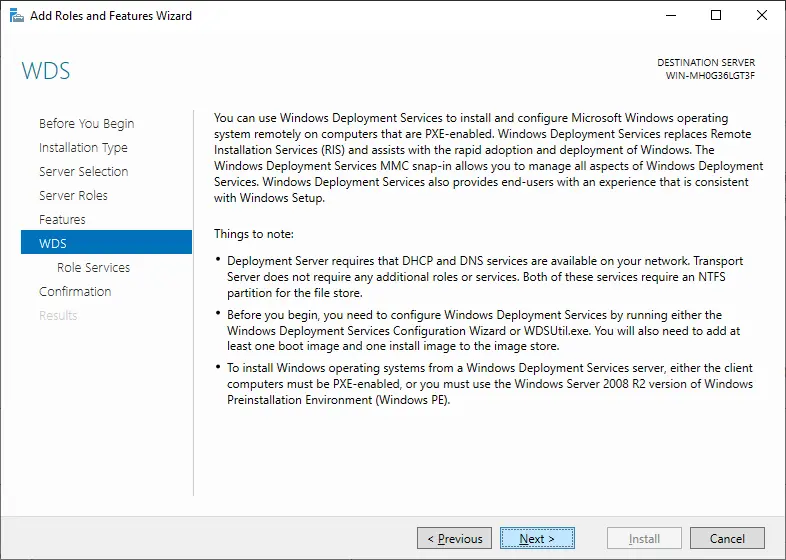 Add Roles and Features Wizard
WDS
DESTINATION SERVER
WIN-MH0G36LGT3F
Before You Begin
Installation Type
Server Selection
Server Roles
Features
WDS
Role Services
Confirmation
Results
You can use Windows Deployment Services to install and configure Microsoft Windows operating
system remotely on computers that are PXE-enabled. Windows Deployment Services replaces Remote
Installation Services (RIS) and assists with the rapid adoption and deployment of Windows. The
Windows Deployment Services MMC snap-in allows you to manage all aspects of Windows Deployment
Services. Windows Deployment Services also provides end-users with an experience that is consistent
with Windows Setup.
Things to note:
• Deployment Server requires that DHCP and DNS services are available on your network. Transport
Server does not require any additional roles or services. Both of these services require an NTFS
partition for the file store.
• Before you begin, you need to configure Windows Deployment Services by running either the
Windows Deployment Services Configuration Wizard or WDSUtil.exe. You will also need to add at
least one boot image and one install image to the image store.
• To install Windows operating systems from a Windows Deployment Services server, either the client
computers must be PXE-enabled, or you must use the Windows Server 2008 R2 version of Windows
Preinstallation Environment (Windows PE).
< Previous
Next >
Install
Cancel